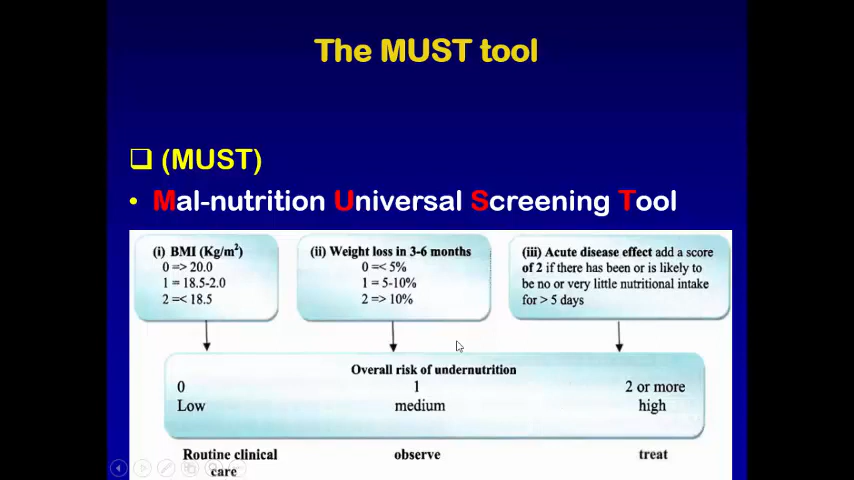 The MUST tool
(MUST)
• Mal-nutrition Universal Screening Tool
(i) BMI (Kg/m²)
0 => 20.0
1 = 18.5-2.0
2 =< 18.5
(ii) Weight loss in 3-6 months
0 =< 5%
1 = 5-10%
2 => 10%
(iii) Acute disease effect add a score
of 2 if there has been or is likely to
be no or very little nutritional intake
for > 5 days
Overall risk of undernutrition
0 1 2 or more
Low medium high
Routine clinical observe treat
care